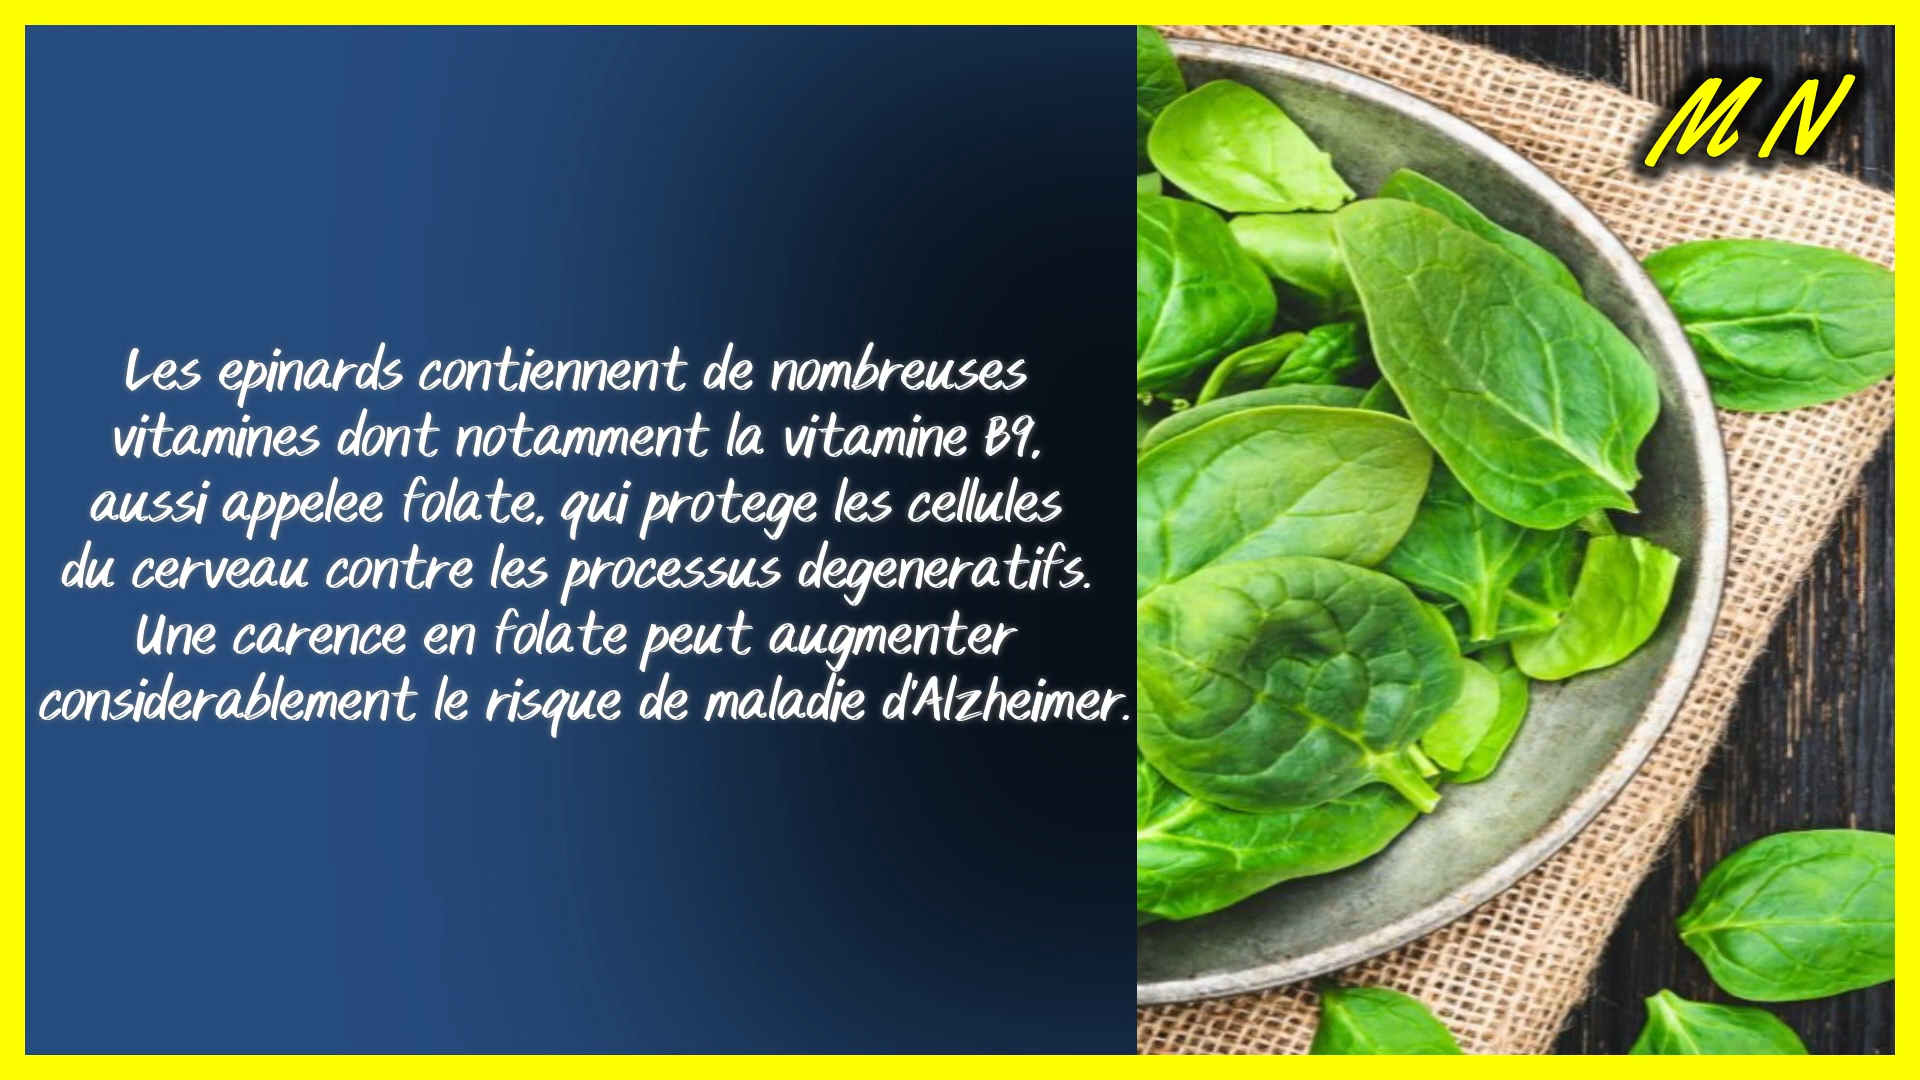 M N
Les epinards contiennent de nombreuses
vitamines dont notamment la vitamine B9,
aussi appelee folate, qui protege les cellules
du cerveau contre les processus degeneratifs.
Une carence en folate peut augmenter
considerablement le risque de maladie d'Alzheimer.